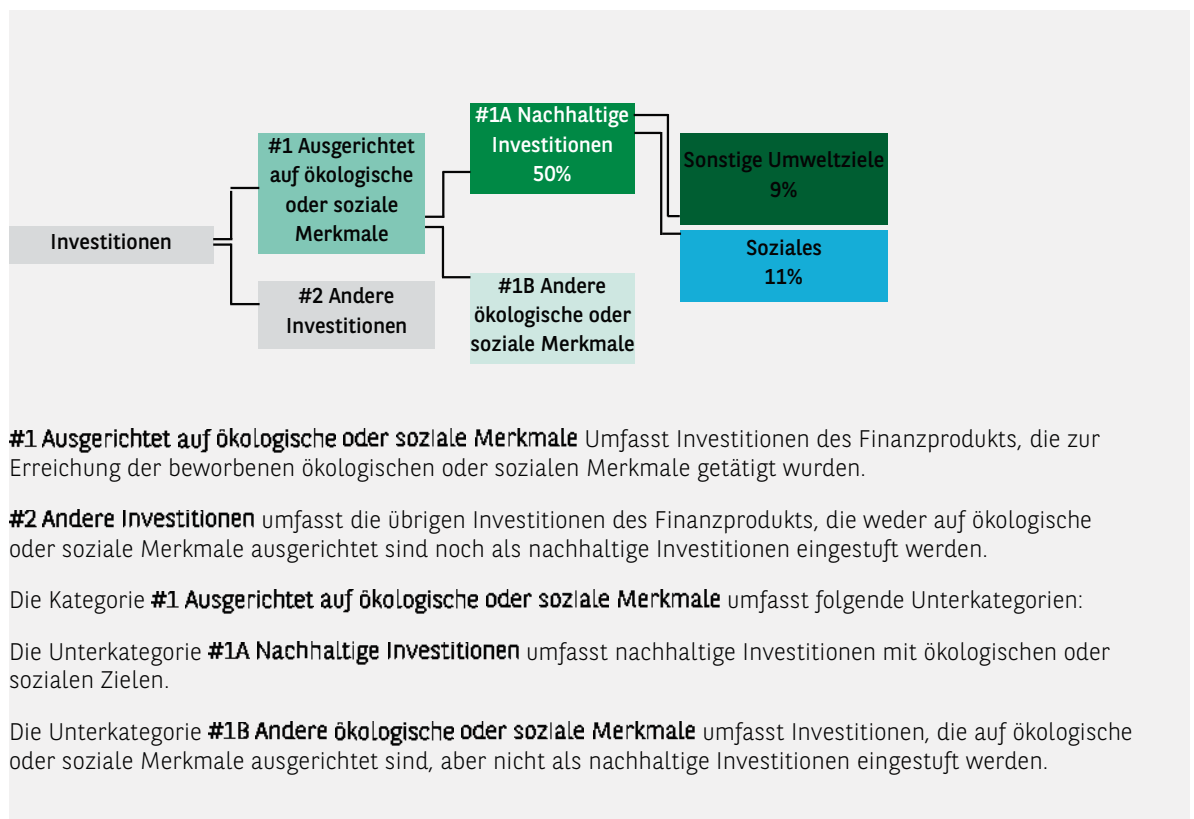 #1A Nachhaltige
Investitionen
50%
#1 Ausgerichtet
auf ökologische
oder soziale
Merkmale
Sonstige Umweltziele
9%
Investitionen
Soziales
11%
#2 Andere
Investitionen
#1B Andere
ökologische oder
soziale Merkmale
#1 Ausgerichtet auf ökologische oder soziale Merkmale Umfasst Investitionen des Finanzprodukts, die zur
Erreichung der beworbenen ökologischen oder sozialen Merkmale getätigt wurden.
#2 Andere Investitionen umfasst die übrigen Investitionen des Finanzprodukts, die weder auf ökologische
oder soziale Merkmale ausgerichtet sind noch als nachhaltige Investitionen eingestuft werden.
Die Kategorie #1 Ausgerichtet auf ökologische oder soziale Merkmale umfasst folgende Unterkategorien:
Die Unterkategorie #1A Nachhaltige Investitionen umfasst nachhaltige Investitionen mit ökologischen oder
sozialen Zielen.
Die Unterkategorie #1B Andere ökologische oder soziale Merkmale umfasst Investitionen, die auf ökologische
oder soziale Merkmale ausgerichtet sind, aber nicht als nachhaltige Investitionen eingestuft werden.